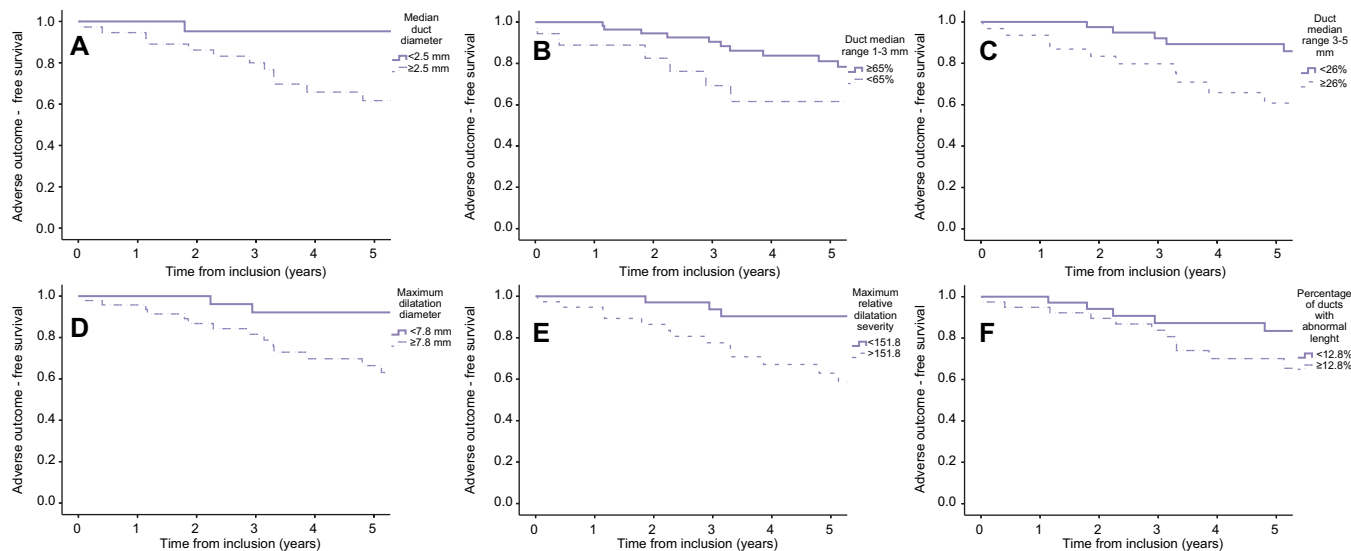 A
Adverse outcome - free survival
1.0
0.8
0.6
0.4
0.2
0.0
0 1 2 3 4 5
Time from inclusion (years)
Median
duct
diameter
<2.5 mm
≥2.5 mm
B
Adverse outcome - free survival
1.0
0.8
0.6
0.4
0.2
0.0
0 1 2 3 4 5
Time from inclusion (years)
Duct median
range 1-3 mm
≥65%
<65%
C
Adverse outcome - free survival
1.0
0.8
0.6
0.4
0.2
0.0
0 1 2 3 4 5
Time from inclusion (years)
Duct
median
range 3-5
mm
<26%
≥26%
D
Adverse outcome - free survival
1.0
0.8
0.6
0.4
0.2
0.0
0 1 2 3 4 5
Time from inclusion (years)
Maximum
dilatation
diameter
<7.8 mm
≥7.8 mm
E
Adverse outcome - free survival
1.0
0.8
0.6
0.4
0.2
0.0
0 1 2 3 4 5
Time from inclusion (years)
Maximum
relative
dilatation
severity
<151.8
>151.8
F
Adverse outcome - free survival
1.0
0.8
0.6
0.4
0.2
0.0
0 1 2 3 4 5
Time from inclusion (years)
Percentage
of ducts
with
abnormal
lenght
<12.8%
≥12.8%